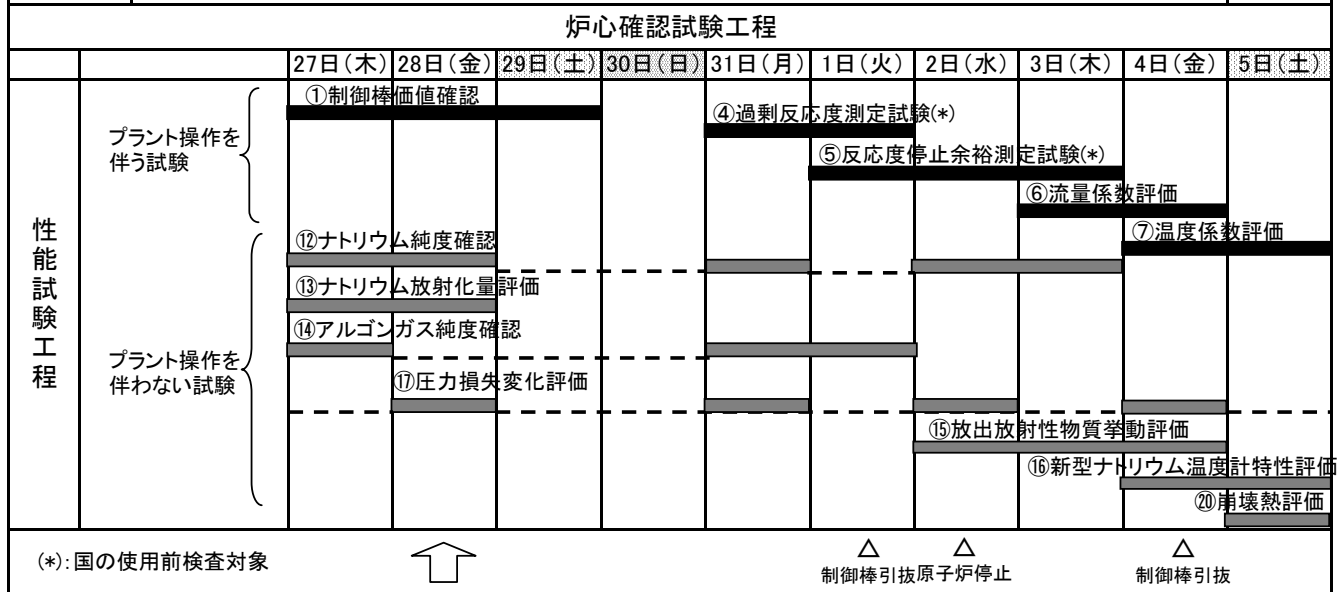 炉心確認試験工程
27日(木) 28日(金) 29日(土) 30日(日) 31日(月) 1日(火) 2日(水) 3日(木) 4日(金) 5日(土)
性能試験工程
プラント操作を
伴う試験
①制御棒価値確認
④過剰反応度測定試験(*)
⑤反応度停止余裕測定試験(*)
⑥流量係数評価
⑦温度係数評価
プラント操作を
伴わない試験
⑫ナトリウム純度確認
⑬ナトリウム放射化量評価
⑭アルゴンガス純度確認
⑰圧力損失変化評価
⑮放出放射性物質挙動評価
⑯新型ナトリウム温度計特性評価
⑳崩壊熱評価
(*):国の使用前検査対象
△ △ △
制御棒引抜 原子炉停止 制御棒引抜